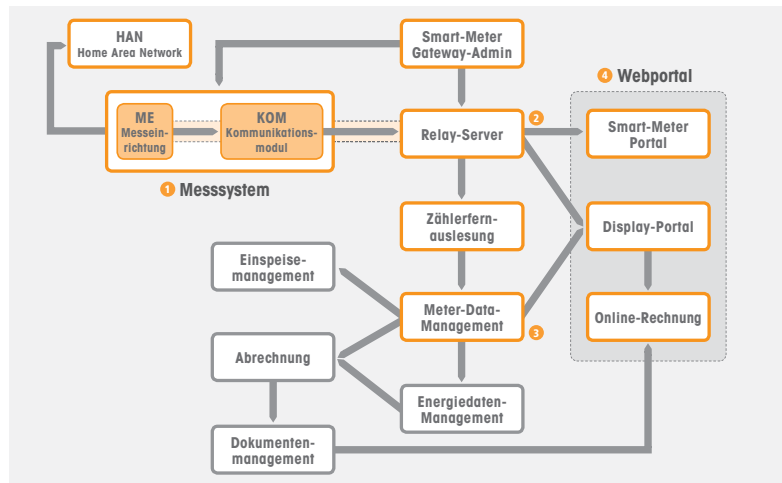 HAN
Home Area Network
Smart-Meter
Gateway-Admin
4 Webportal
ME
Messein-
richtung
KOM
Kommunikations-
modul
Relay-Server
2
Smart-Meter
Portal
1 Messsystem
Zählerfern-
auslesung
Display-Portal
Einspeise-
management
Meter-Data-
Management
3
Online-Rechnung
Abrechnung
Energiedaten-
Management
Dokumenten-
management